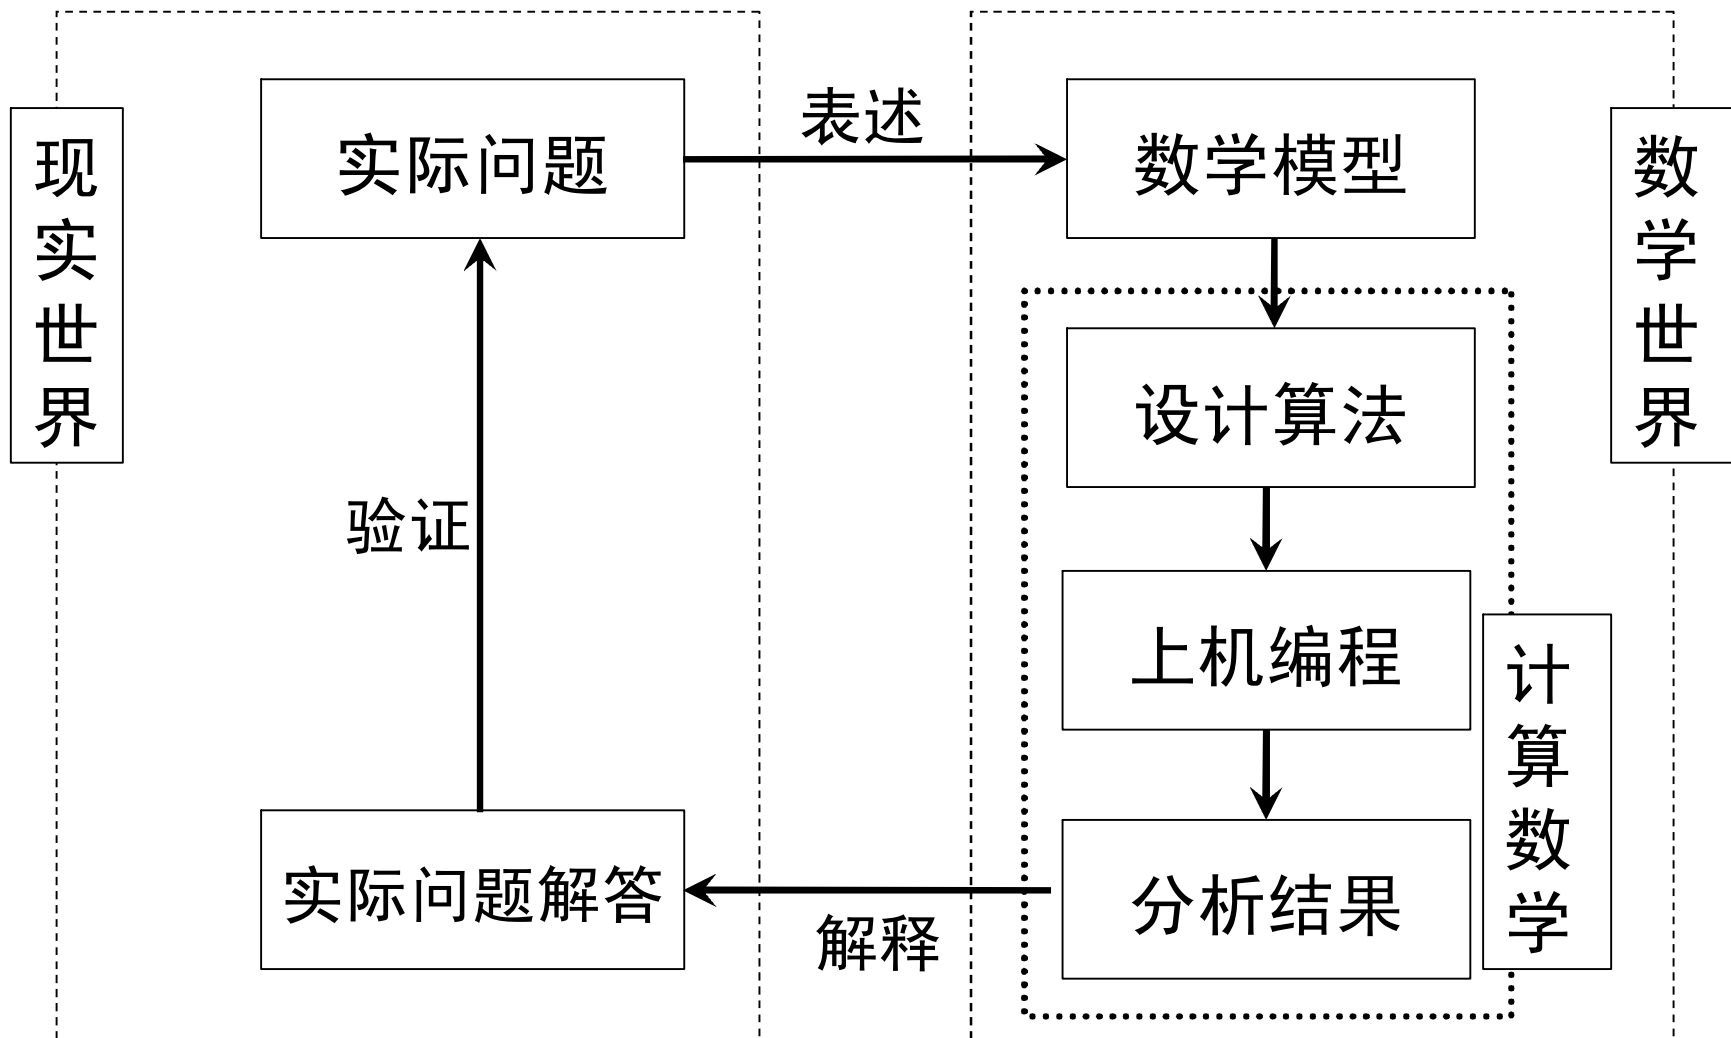 现实世界
实际问题
表述
数学模型
数学世界
设计算法
验证
上机编程
计算数学
实际问题解答
解释
分析结果